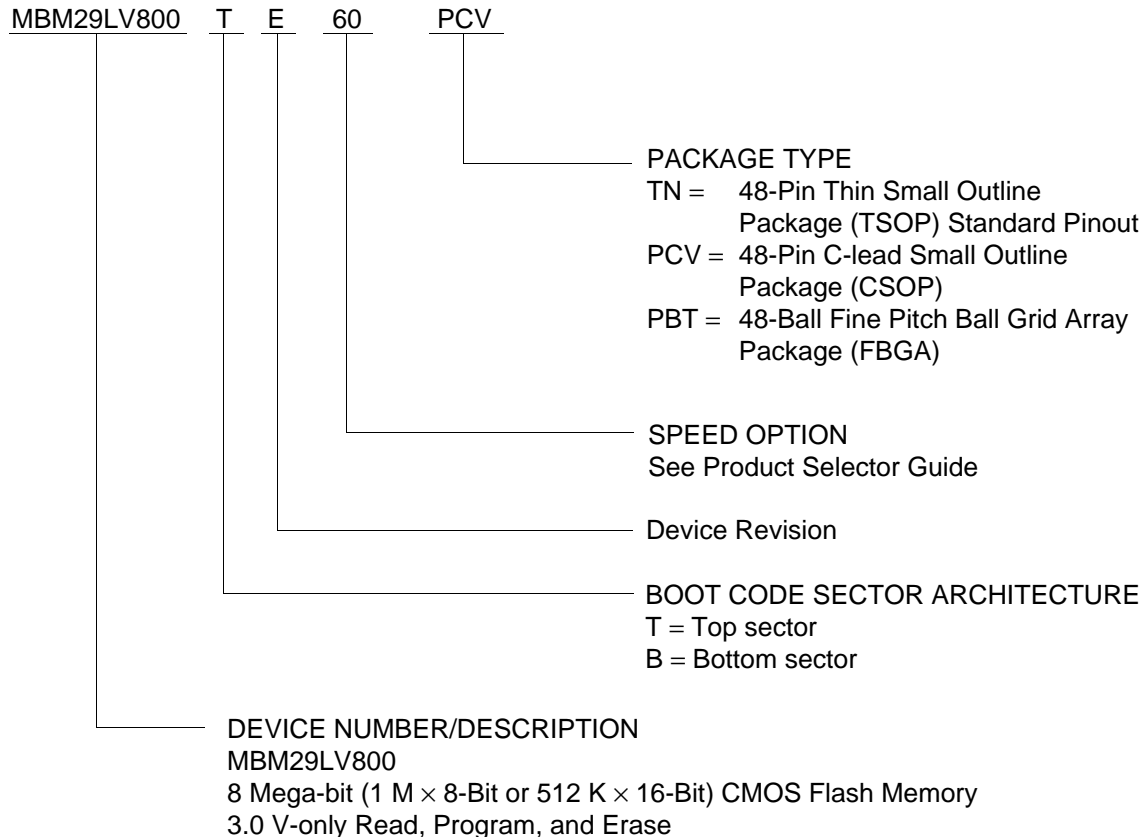 MBM29LV800 T E 60 PCV
PACKAGE TYPE
TN = 48-Pin Thin Small Outline
Package (TSOP) Standard Pinout
PCV = 48-Pin C-lead Small Outline
Package (CSOP)
PBT = 48-Ball Fine Pitch Ball Grid Array
Package (FBGA)
SPEED OPTION
See Product Selector Guide
Device Revision
BOOT CODE SECTOR ARCHITECTURE
T = Top sector
B = Bottom sector
DEVICE NUMBER/DESCRIPTION
MBM29LV800
8 Mega-bit (1 M × 8-Bit or 512 K × 16-Bit) CMOS Flash Memory
3.0 V-only Read, Program, and Erase